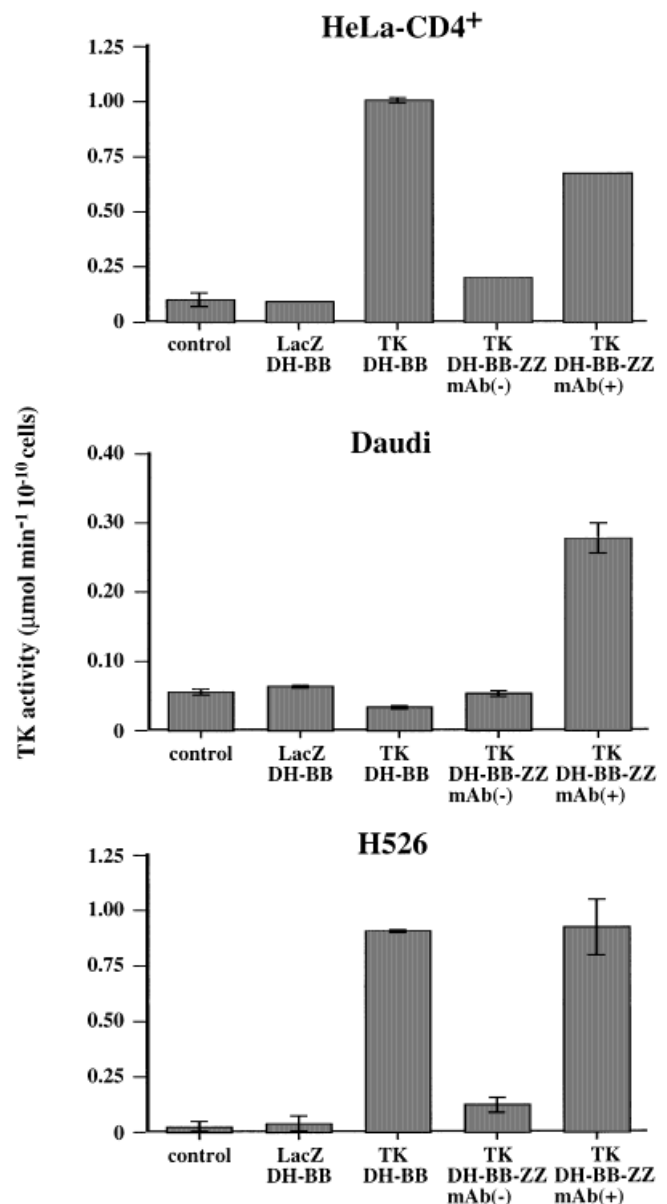 HeLa-CD4+
1.25
1.00
0.75
0.50
0.25
0
control LacZ TK TK TK
DH-BB DH-BB DH-BB-ZZ DH-BB-ZZ
mAb(-) mAb(+)
TK activity (μmol min-1 10-10 cells)
Daudi
0.40
0.30
0.20
0.10
0
control LacZ TK TK TK
DH-BB DH-BB DH-BB-ZZ DH-BB-ZZ
mAb(-) mAb(+)
H526
1.25
1.00
0.75
0.50
0.25
0
control LacZ TK TK TK
DH-BB DH-BB DH-BB-ZZ DH-BB-ZZ
mAb(-) mAb(+)